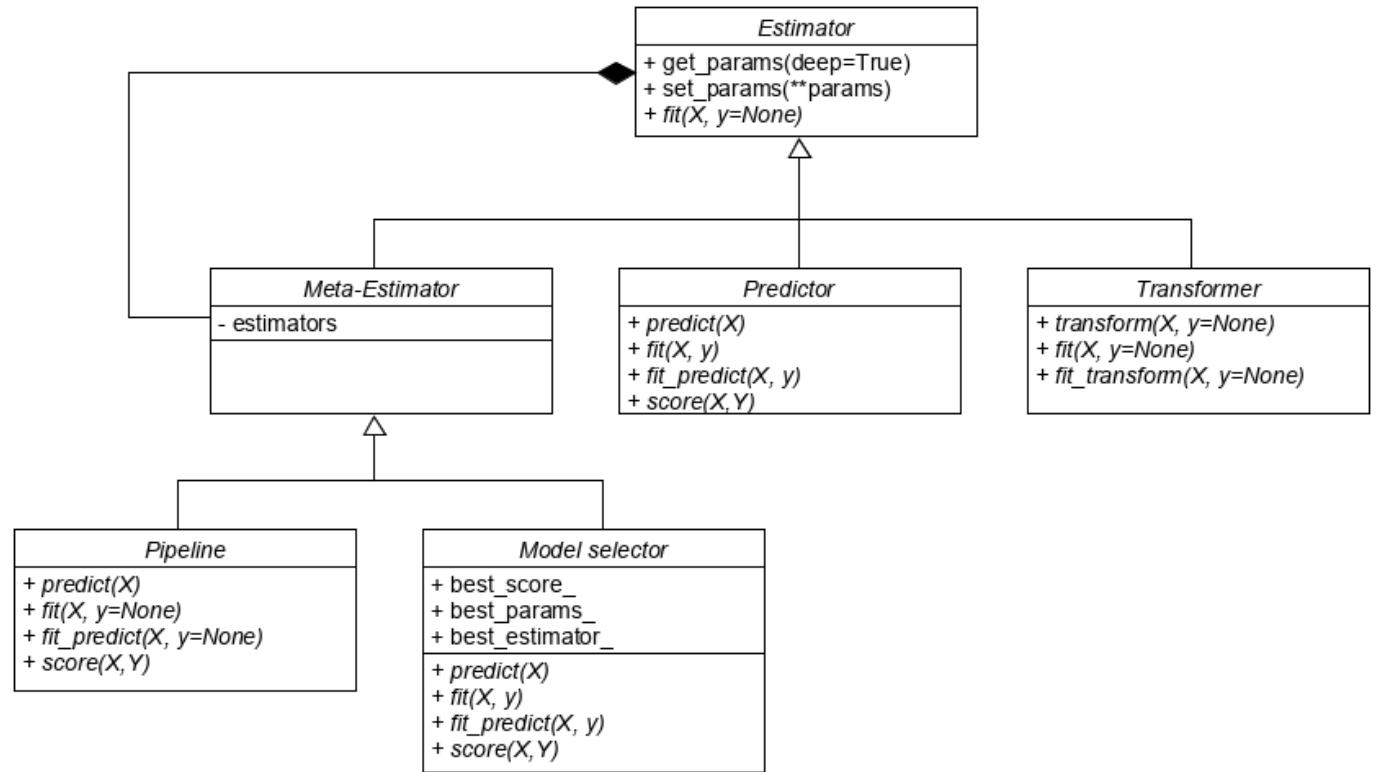 Estimator
+ get_params(deep=True)
+ set_params(**params)
+ fit(X, y=None)
Meta-Estimator
- estimators
Predictor
+ predict(X)
+ fit(X, y)
+ fit_predict(X, y)
+ score(X,Y)
Transformer
+ transform(X, y=None)
+ fit(X, y=None)
+ fit_transform(X, y=None)
Pipeline
+ predict(X)
+ fit(X, y=None)
+ fit_predict(X, y=None)
+ score(X,Y)
Model selector
+ best_score_
+ best_params_
+ best_estimator_
+ predict(X)
+ fit(X, y)
+ fit_predict(X, y)
+ score(X,Y)